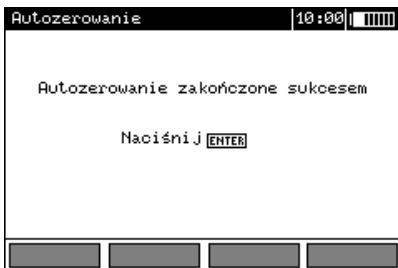 Autozerowanie 10:00
Autozerowanie zakończone sukcesem
Naciśnij ENTER